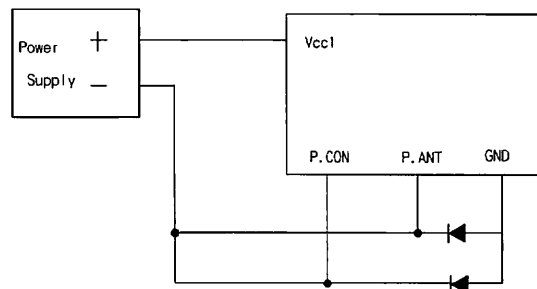 Power +
Supply −
Vcc1
P.CON P.ANT GND